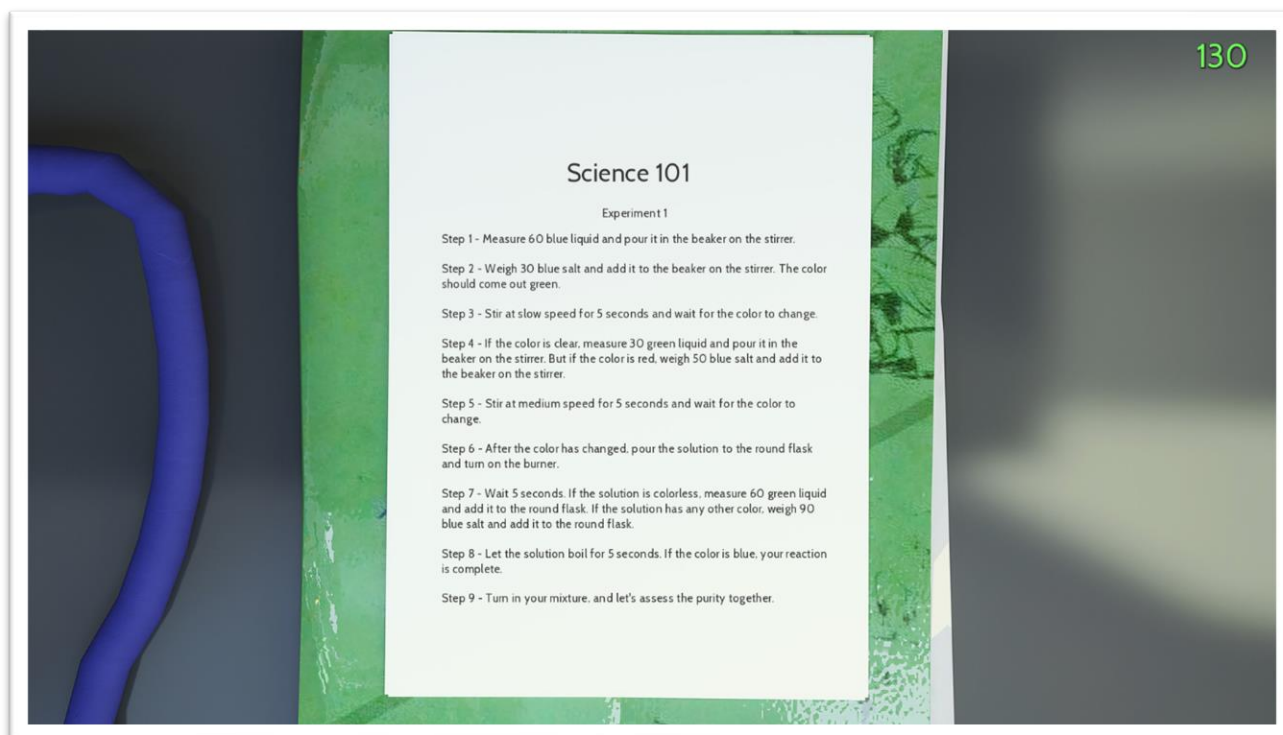 130
Science 101
Experiment 1
Step 1 - Measure 60 blue liquid and pour it in the beaker on the stirrer.
Step 2 - Weigh 30 blue salt and add it to the beaker on the stirrer. The color
should come out green.
Step 3 - Stir at slow speed for 5 seconds and wait for the color to change.
Step 4 - If the color is clear, measure 30 green liquid and pour it in the
beaker on the stirrer. But if the color is red, weigh 50 blue salt and add it to
the beaker on the stirrer.
Step 5 - Stir at medium speed for 5 seconds and wait for the color to
change.
Step 6 - After the color has changed, pour the solution to the round flask
and turn on the burner.
Step 7 - Wait 5 seconds. If the solution is colorless, measure 60 green liquid
and add it to the round flask. If the solution has any other color, weigh 90
blue salt and add it to the round flask.
Step 8 - Let the solution boil for 5 seconds. If the color is blue, your reaction
is complete.
Step 9 - Turn in your mixture, and let's assess the purity together.